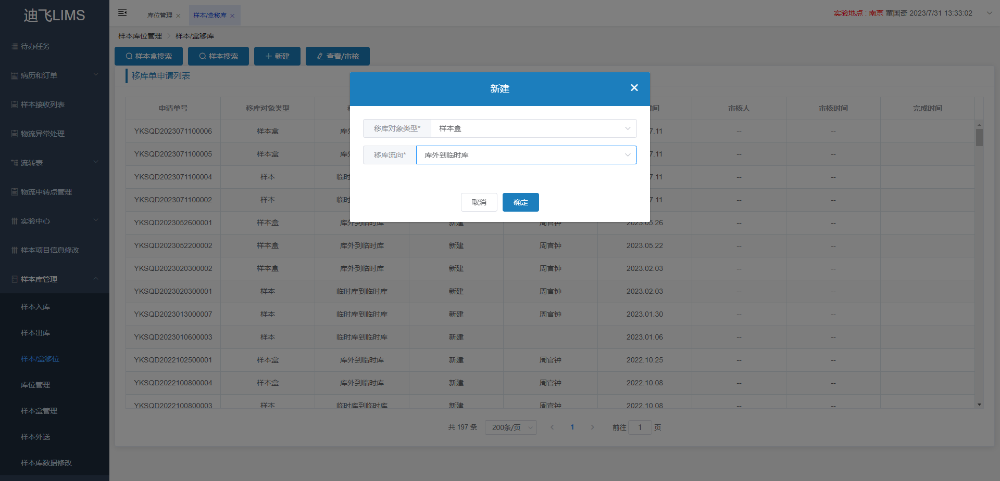 迪飞LIMS
库位管理 ×
样本/盒移库 ×
实验地点 : 南京 董国奇 2023/7/31 13:33:02
样本库位管理 > 样本/盒移库
待办任务
病历和订单
样本接收列表
物流异常处理
流转表
物流中转点管理
实验中心
样本项目信息修改
样本库管理
样本入库
样本出库
样本/盒移位
库位管理
样本盒管理
样本外送
样本库数据修改
样本盒搜索 样本搜索 + 新建 查看/审核
移库单申请列表
新建 ×
移库对象类型* 样本盒
移库流向* 库外到临时库
取消 确定
申请单号 移库对象类型 间 审核人 审核时间 完成时间
YKSQD2023071100006 样本盒 库外 7.11 -- --
YKSQD2023071100005 样本盒 库外 7.11 -- --
YKSQD2023071100004 样本 临时 7.11 -- --
YKSQD2023071100002 样本 临时 7.11 -- --
YKSQD2023052600001 样本盒 库外到临时库 新建 周官钟 2023.05.26 -- --
YKSQD2023052200002 样本盒 库外到临时库 新建 周官钟 2023.05.22 -- --
YKSQD2023020300002 样本盒 库外到临时库 新建 周官钟 2023.02.03 -- --
YKSQD2023020300001 样本 临时库到临时库 新建 周官钟 2023.02.03 -- --
YKSQD2023013000007 样本 临时库到临时库 新建 周官钟 2023.01.30 -- --
YKSQD2023010600003 样本 临时库到临时库 新建 2023.01.06 -- --
YKSQD2022102500001 样本盒 库外到临时库 新建 周官钟 2022.10.25 -- --
YKSQD2022100800004 样本盒 库外到临时库 新建 周官钟 2022.10.08 -- --
YKSQD2022100800003 样本 临时库到临时库 新建 周官钟 2022.10.08 -- --
共 197 条 200条/页 < 1 > 前往 1 页